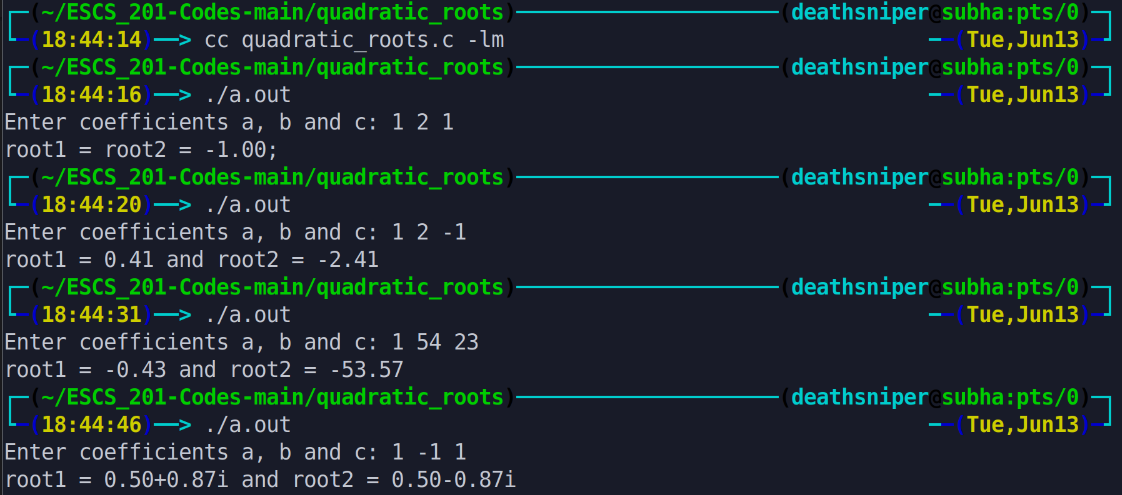 (~/ESCS_201-Codes-main/quadratic_roots) (deathsniper@subha:pts/0)
(18:44:14)──> cc quadratic_roots.c -lm (Tue,Jun13)
(~/ESCS_201-Codes-main/quadratic_roots) (deathsniper@subha:pts/0)
(18:44:16)──> ./a.out (Tue,Jun13)
Enter coefficients a, b and c: 1 2 1
root1 = root2 = -1.00;
(~/ESCS_201-Codes-main/quadratic_roots) (deathsniper@subha:pts/0)
(18:44:20)──> ./a.out (Tue,Jun13)
Enter coefficients a, b and c: 1 2 -1
root1 = 0.41 and root2 = -2.41
(~/ESCS_201-Codes-main/quadratic_roots) (deathsniper@subha:pts/0)
(18:44:31)──> ./a.out (Tue,Jun13)
Enter coefficients a, b and c: 1 54 23
root1 = -0.43 and root2 = -53.57
(~/ESCS_201-Codes-main/quadratic_roots) (deathsniper@subha:pts/0)
(18:44:46)──> ./a.out (Tue,Jun13)
Enter coefficients a, b and c: 1 -1 1
root1 = 0.50+0.87i and root2 = 0.50-0.87i